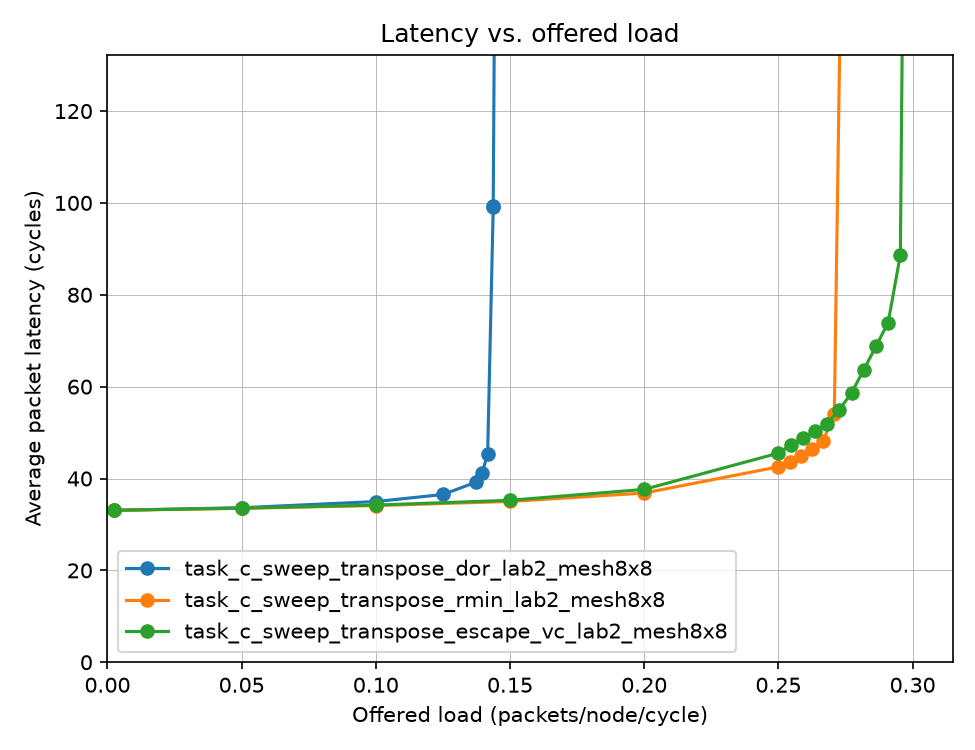 Latency vs. offered load
Average packet latency (cycles)
120
100
80
60
40
20
0
task_c_sweep_transpose_dor_lab2_mesh8x8
task_c_sweep_transpose_rmin_lab2_mesh8x8
task_c_sweep_transpose_escape_vc_lab2_mesh8x8
0.00 0.05 0.10 0.15 0.20 0.25 0.30
Offered load (packets/node/cycle)